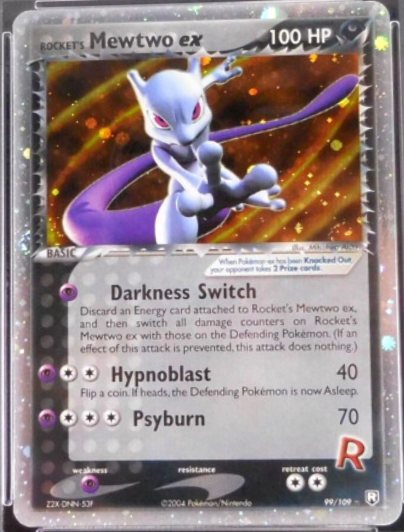 ROCKET'S Mewtwo ex 100 HP
BASIC
When Pokémon-ex has been Knocked Out,
your opponent takes 2 Prize cards.
Darkness Switch
Discard an Energy card attached to Rocket's Mewtwo ex,
and then switch all damage counters on Rocket's
Mewtwo ex with those on the Defending Pokémon. (If an
effect of this attack is prevented, this attack does nothing.)
Hypnoblast 40
Flip a coin. If heads, the Defending Pokémon is now Asleep.
Psyburn 70
R
weakness resistance retreat cost
Z2X-DNN-53F ©2004 Pokémon/Nintendo 99/109 R